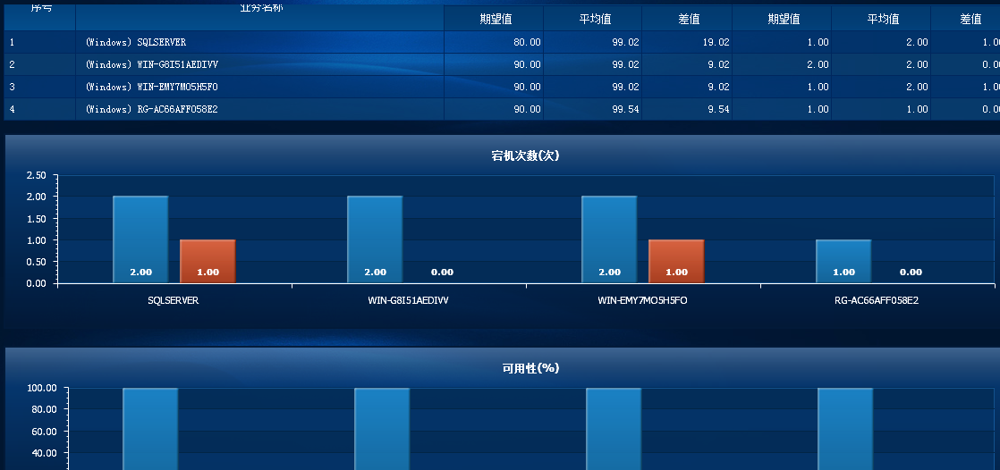 序号 业务名称
期望值 平均值 差值 期望值 平均值 差值
1 (Windows) SQLSERVER 80.00 99.02 19.02 1.00 2.00 1.00
2 (Windows) WIN-G8I51AEDIVV 90.00 99.02 9.02 2.00 2.00 0.00
3 (Windows) WIN-EMY7MO5H5FO 90.00 99.02 9.02 1.00 2.00 1.00
4 (Windows) RG-AC66AFF058E2 90.00 99.54 9.54 1.00 1.00 0.00
宕机次数(次)
2.50
2.00
1.50
1.00
0.50
0.00
2.00 1.00 2.00 0.00 2.00 1.00 1.00 0.00
SQLSERVER WIN-G8I51AEDIVV WIN-EMY7MO5H5FO RG-AC66AFF058E2
可用性(%)
100.00
80.00
60.00
40.00